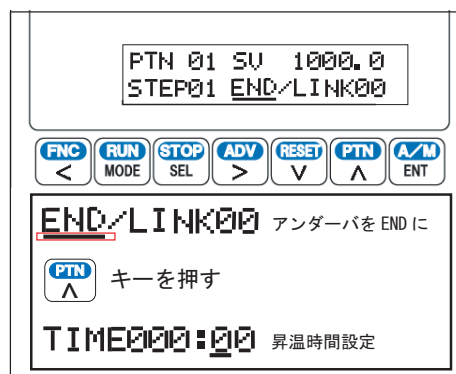 PTN 01 SV 1000.0
STEP01 END/LINK00
FNC RUN STOP ADV RESET PTN A/M
< MODE SEL > ∨ ∧ ENT
END/LINK00 アンダーバを END に
PTN
∧ キーを押す
TIME000:00 昇温時間設定